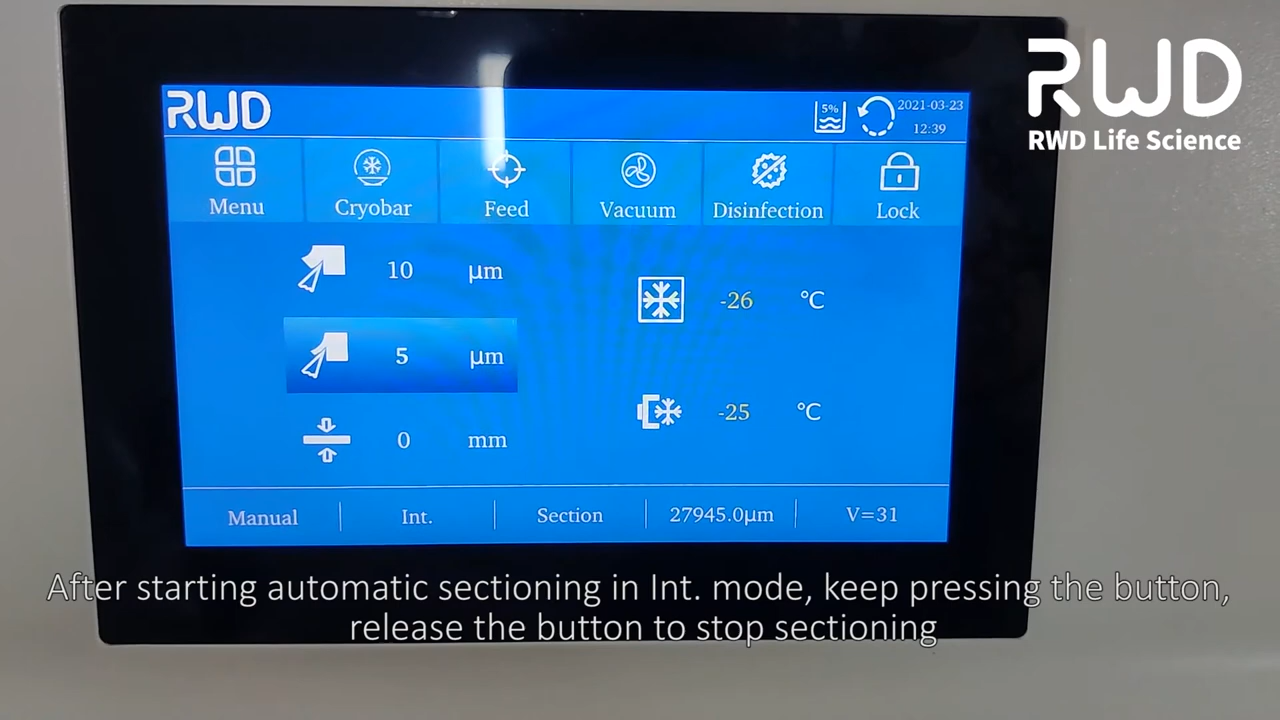 RWD
RWD Life Science
RWD
5%
2021-03-23
12:39
Menu
Cryobar
Feed
Vacuum
Disinfection
Lock
10 μm
-26 ℃
5 μm
-25 ℃
0 mm
Manual
Int.
Section
27945.0μm
V=31
After starting automatic sectioning in Int. mode, keep pressing the button,
release the button to stop sectioning